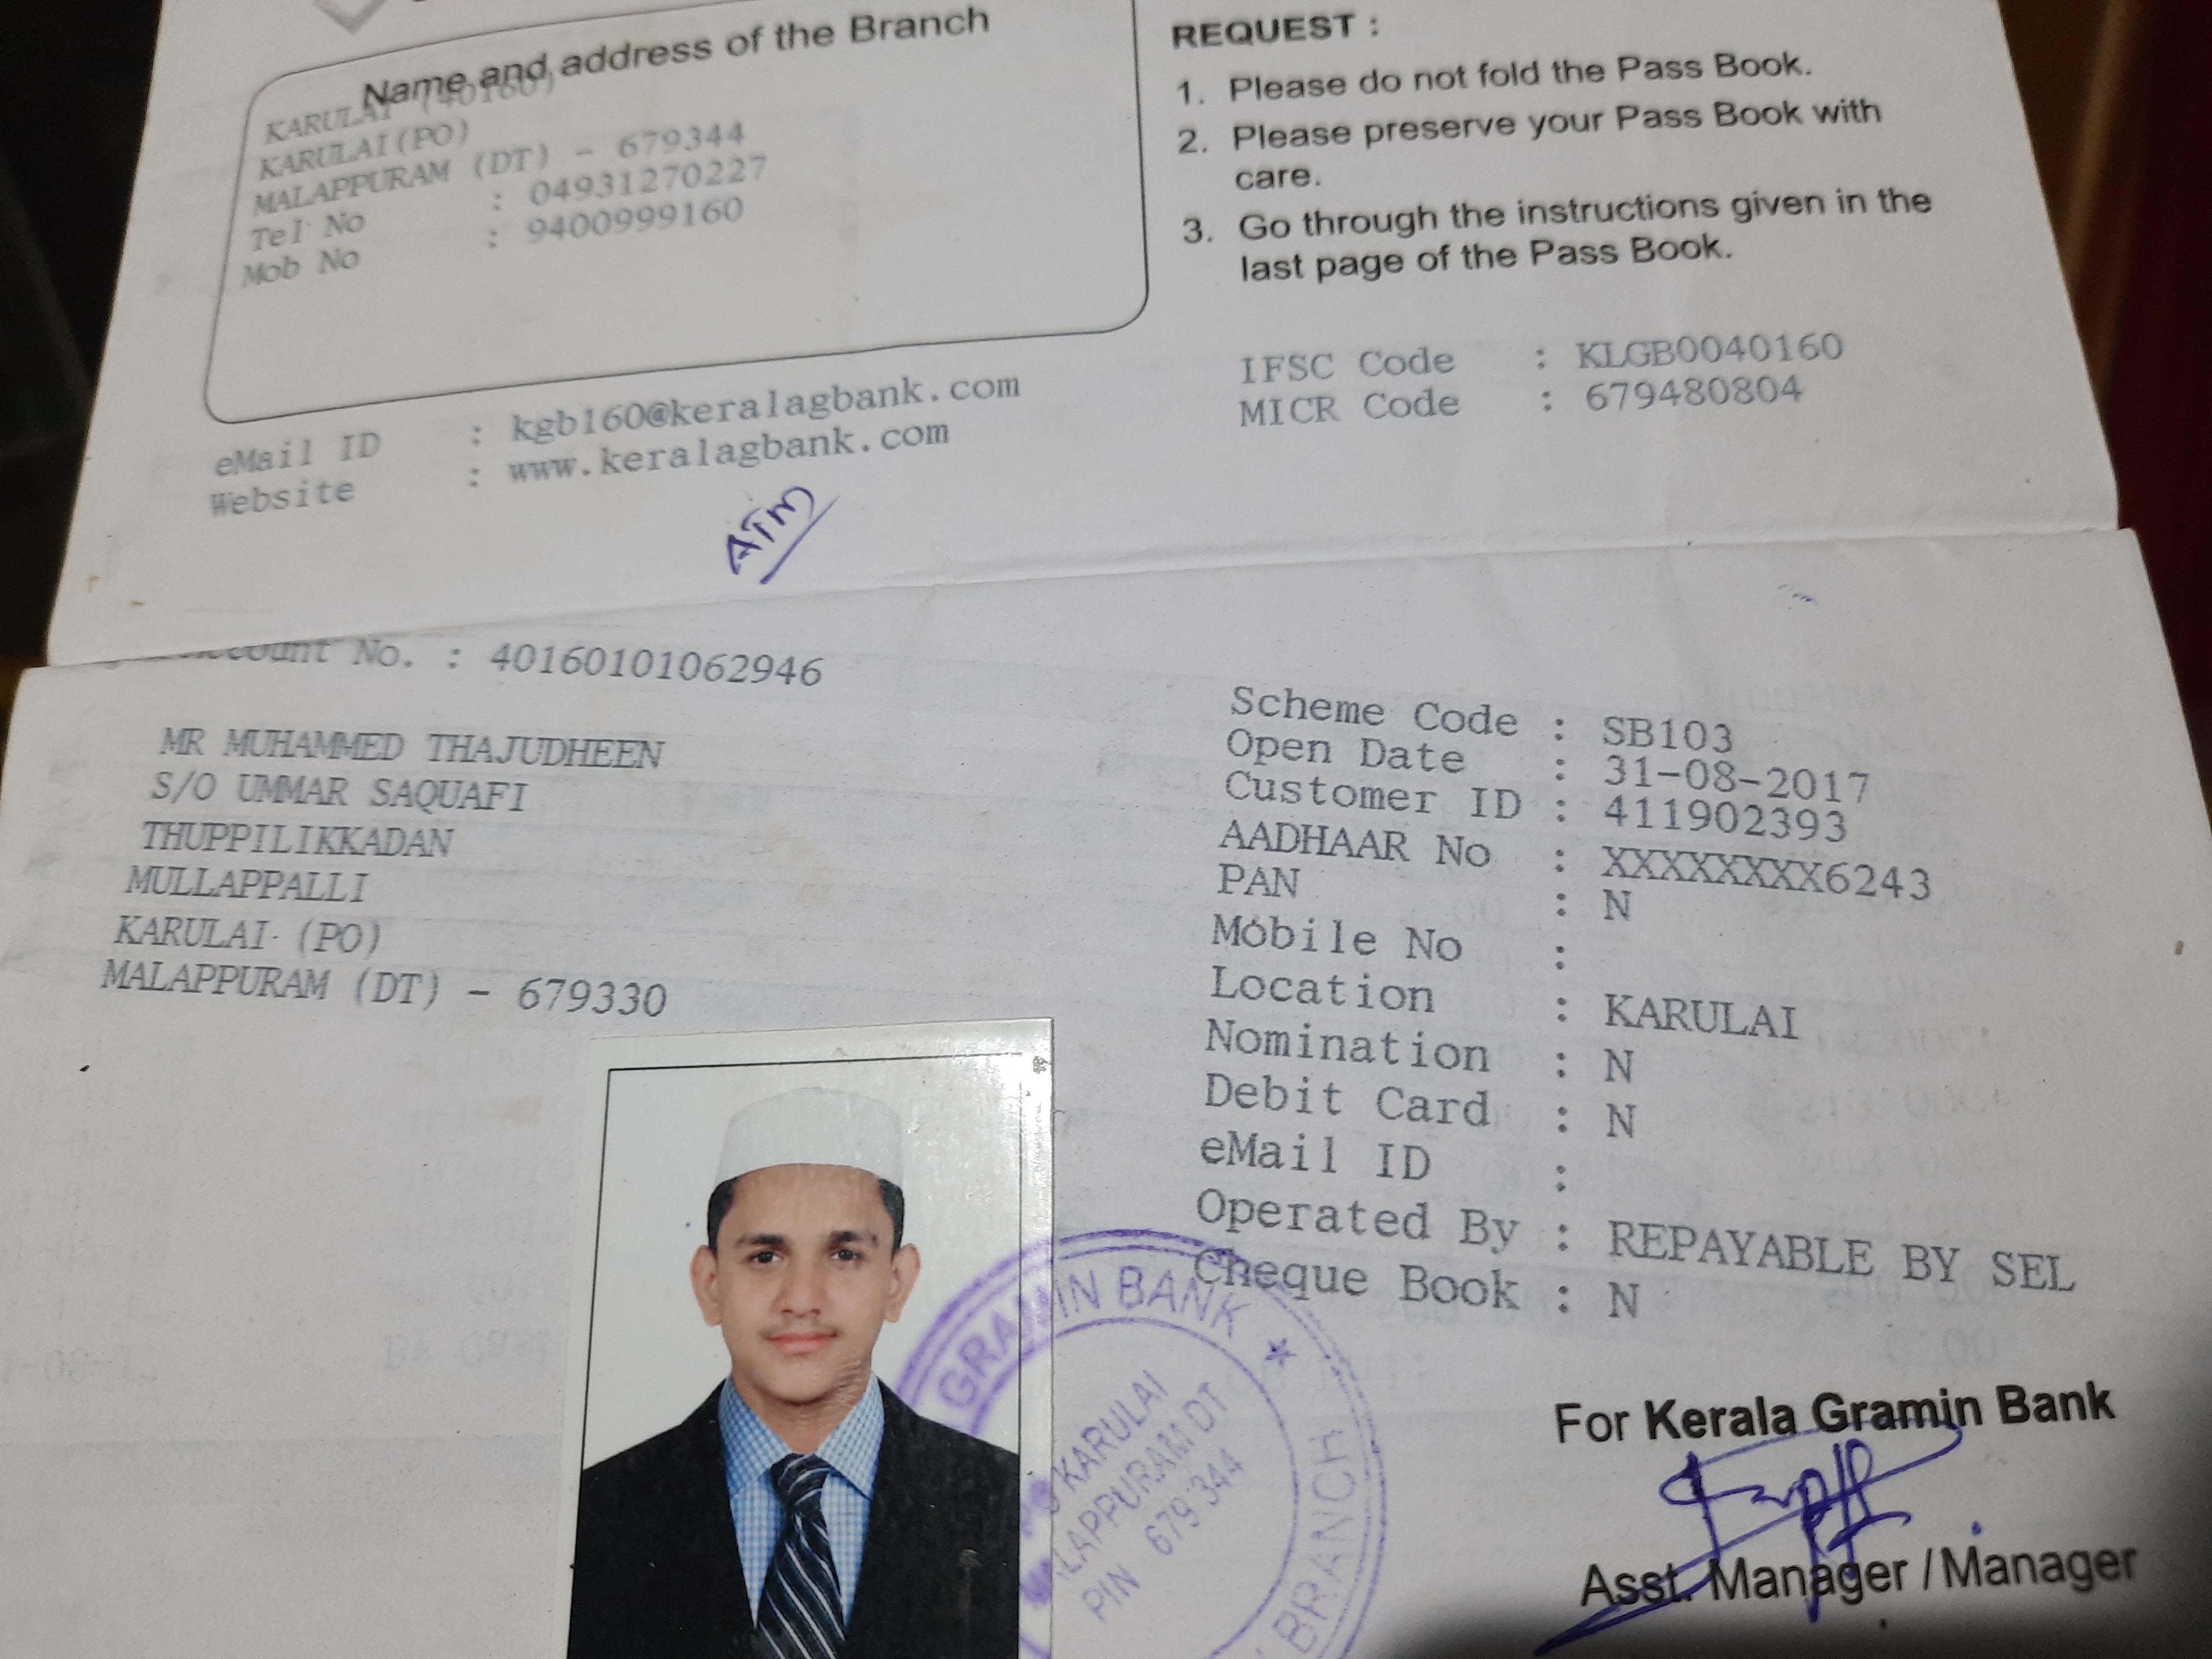 Name and address of the Branch
KARULAI (40160)
KARULAI(PO)
MALAPPURAM (DT) - 679344
Tel No : 04931270227
Mob No : 9400999160
eMail ID : kgb160@keralagbank.com
Website : www.keralagbank.com
REQUEST :
1. Please do not fold the Pass Book.
2. Please preserve your Pass Book with
care.
3. Go through the instructions given in the
last page of the Pass Book.
IFSC Code : KLGB0040160
MICR Code : 679480804
ATM
Account No. : 40160101062946
MR MUHAMMED THAJUDHEEN
S/O UMMAR SAQUAFI
THUPPILIKKADAN
MULLAPPALLI
KARULAI (PO)
MALAPPURAM (DT) - 679330
Scheme Code : SB103
Open Date : 31-08-2017
Customer ID : 411902393
AADHAAR No : XXXXXXXX6243
PAN : N
Mobile No :
Location : KARULAI
Nomination : N
Debit Card : N
eMail ID :
Operated By : REPAYABLE BY SEL
Cheque Book : N
GRAMIN BANK
KARULAI
MALAPPURAM DT
PIN 679 344
BRANCH
For Kerala Gramin Bank
Asst. Manager / Manager